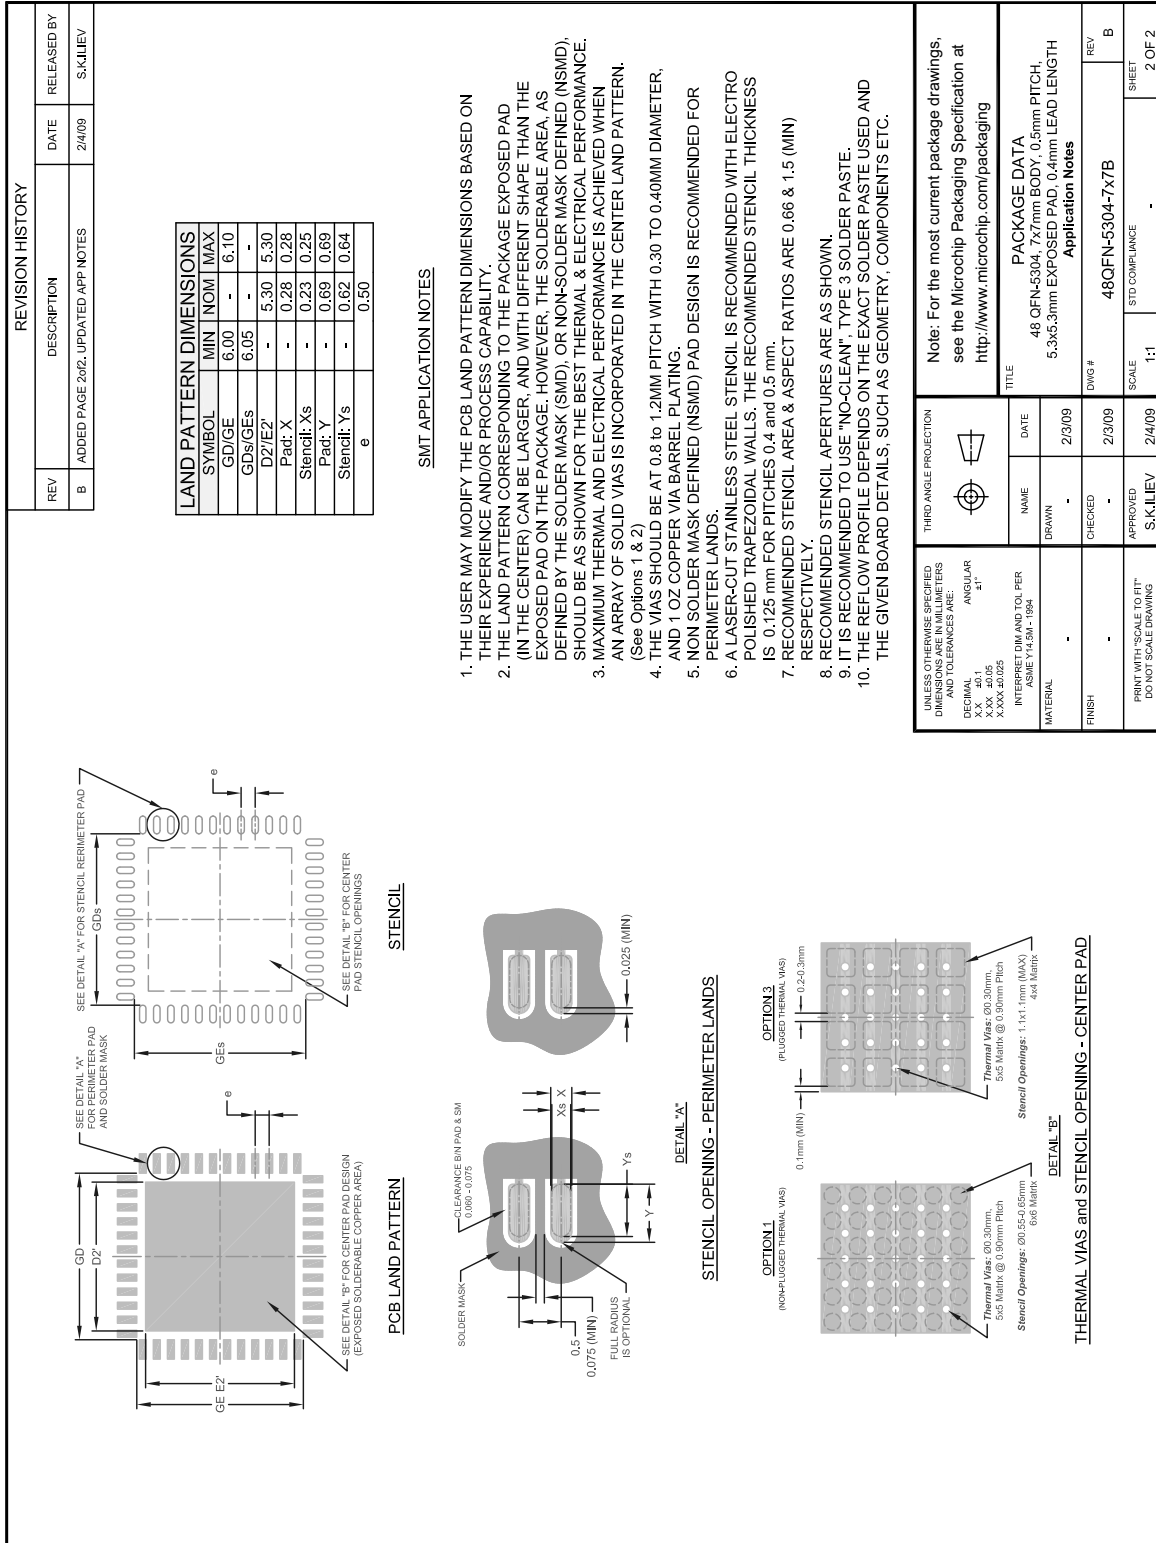 REVISION HISTORY
REV DESCRIPTION DATE RELEASED BY
B ADDED PAGE 2of2. UPDATED APP NOTES 2/4/09 S.K.ILIEV
SEE DETAIL "A"
FOR PERIMETER PAD
AND SOLDER MASK
GD
D2'
e
GE E2'
SEE DETAIL "B" FOR CENTER PAD DESIGN
(EXPOSED SOLDERABLE COPPER AREA)
PCB LAND PATTERN
SEE DETAIL "A" FOR STENCIL RERIMETER PAD
GDs
e
GEs
SEE DETAIL "B" FOR CENTER
PAD STENCIL OPENINGS
STENCIL
LAND PATTERN DIMENSIONS
SYMBOL MIN NOM MAX
GD/GE 6.00 - 6.10
GDs/GEs 6.05 - -
D2'/E2' - 5.30 5.30
Pad: X - 0.28 0.28
Stencil: Xs - 0.23 0.25
Pad: Y - 0.69 0.69
Stencil: Ys - 0.62 0.64
e 0.50
SOLDER MASK
CLEARANCE B/N PAD & SM
0.060 - 0.075
0.5
0.075 (MIN)
FULL RADIUS
IS OPTIONAL
Y
Ys
Xs X
0.025 (MIN)
DETAIL "A"
STENCIL OPENING - PERIMETER LANDS
OPTION 1
(NON-PLUGGED THERMAL VIAS)
Thermal Vias: Ø0.30mm,
5x5 Matrix @ 0.90mm Pitch
Stencil Openings: Ø0.55-0.65mm
6x6 Matrix
OPTION 3
(PLUGGED THERMAL VIAS)
0.1mm (MIN)
0.2-0.3mm
Thermal Vias: Ø0.30mm,
5x5 Matrix @ 0.90mm Pitch
Stencil Openings: 1.1x1.1mm (MAX)
4x4 Matrix
DETAIL "B"
THERMAL VIAS and STENCIL OPENING - CENTER PAD
SMT APPLICATION NOTES
1. THE USER MAY MODIFY THE PCB LAND PATTERN DIMENSIONS BASED ON
THEIR EXPERIENCE AND/OR PROCESS CAPABILITY.
2. THE LAND PATTERN CORRESPONDING TO THE PACKAGE EXPOSED PAD
(IN THE CENTER) CAN BE LARGER, AND WITH DIFFERENT SHAPE THAN THE
EXPOSED PAD ON THE PACKAGE. HOWEVER, THE SOLDERABLE AREA, AS
DEFINED BY THE SOLDER MASK (SMD), OR NON-SOLDER MASK DEFINED (NSMD),
SHOULD BE AS SHOWN FOR THE BEST THERMAL & ELECTRICAL PERFORMANCE.
3. MAXIMUM THERMAL AND ELECTRICAL PERFORMANCE IS ACHIEVED WHEN
AN ARRAY OF SOLID VIAS IS INCORPORATED IN THE CENTER LAND PATTERN.
(See Options 1 & 2)
4. THE VIAS SHOULD BE AT 0.8 to 1.2MM PITCH WITH 0.30 TO 0.40MM DIAMETER,
AND 1 OZ COPPER VIA BARREL PLATING.
5. NON SOLDER MASK DEFINED (NSMD) PAD DESIGN IS RECOMMENDED FOR
PERIMETER LANDS.
6. A LASER-CUT STAINLESS STEEL STENCIL IS RECOMMENDED WITH ELECTRO
POLISHED TRAPEZOIDAL WALLS. THE RECOMMENDED STENCIL THICKNESS
IS 0.125 mm FOR PITCHES 0.4 and 0.5 mm.
7. RECOMMENDED STENCIL AREA & ASPECT RATIOS ARE 0.66 & 1.5 (MIN)
RESPECTIVELY.
8. RECOMMENDED STENCIL APERTURES ARE AS SHOWN.
9. IT IS RECOMMENDED TO USE "NO-CLEAN", TYPE 3 SOLDER PASTE.
10. THE REFLOW PROFILE DEPENDS ON THE EXACT SOLDER PASTE USED AND
THE GIVEN BOARD DETAILS, SUCH AS GEOMETRY, COMPONENTS ETC.
UNLESS OTHERWISE SPECIFIED
DIMENSIONS ARE IN MILLIMETERS
AND TOLERANCES ARE:
DECIMAL ANGULAR
X.X ±0.1 ±1°
X.XX ±0.05
X.XXX ±0.025
INTERPRET DIM AND TOL PER
ASME Y14.5M - 1994
MATERIAL
-
FINISH
-
PRINT WITH "SCALE TO FIT"
DO NOT SCALE DRAWING
THIRD ANGLE PROJECTION
NAME DATE
DRAWN
- 2/3/09
CHECKED
- 2/3/09
APPROVED
S.K.ILIEV 2/4/09
Note: For the most current package drawings,
see the Microchip Packaging Specification at
http://www.microchip.com/packaging
TITLE
PACKAGE DATA
48 QFN-5304, 7x7mm BODY, 0.5mm PITCH,
5.3x5.3mm EXPOSED PAD, 0.4mm LEAD LENGTH
Application Notes
DWG #
48QFN-5304-7x7B
REV
B
SCALE
1:1
STD COMPLIANCE
-
SHEET
2 OF 2